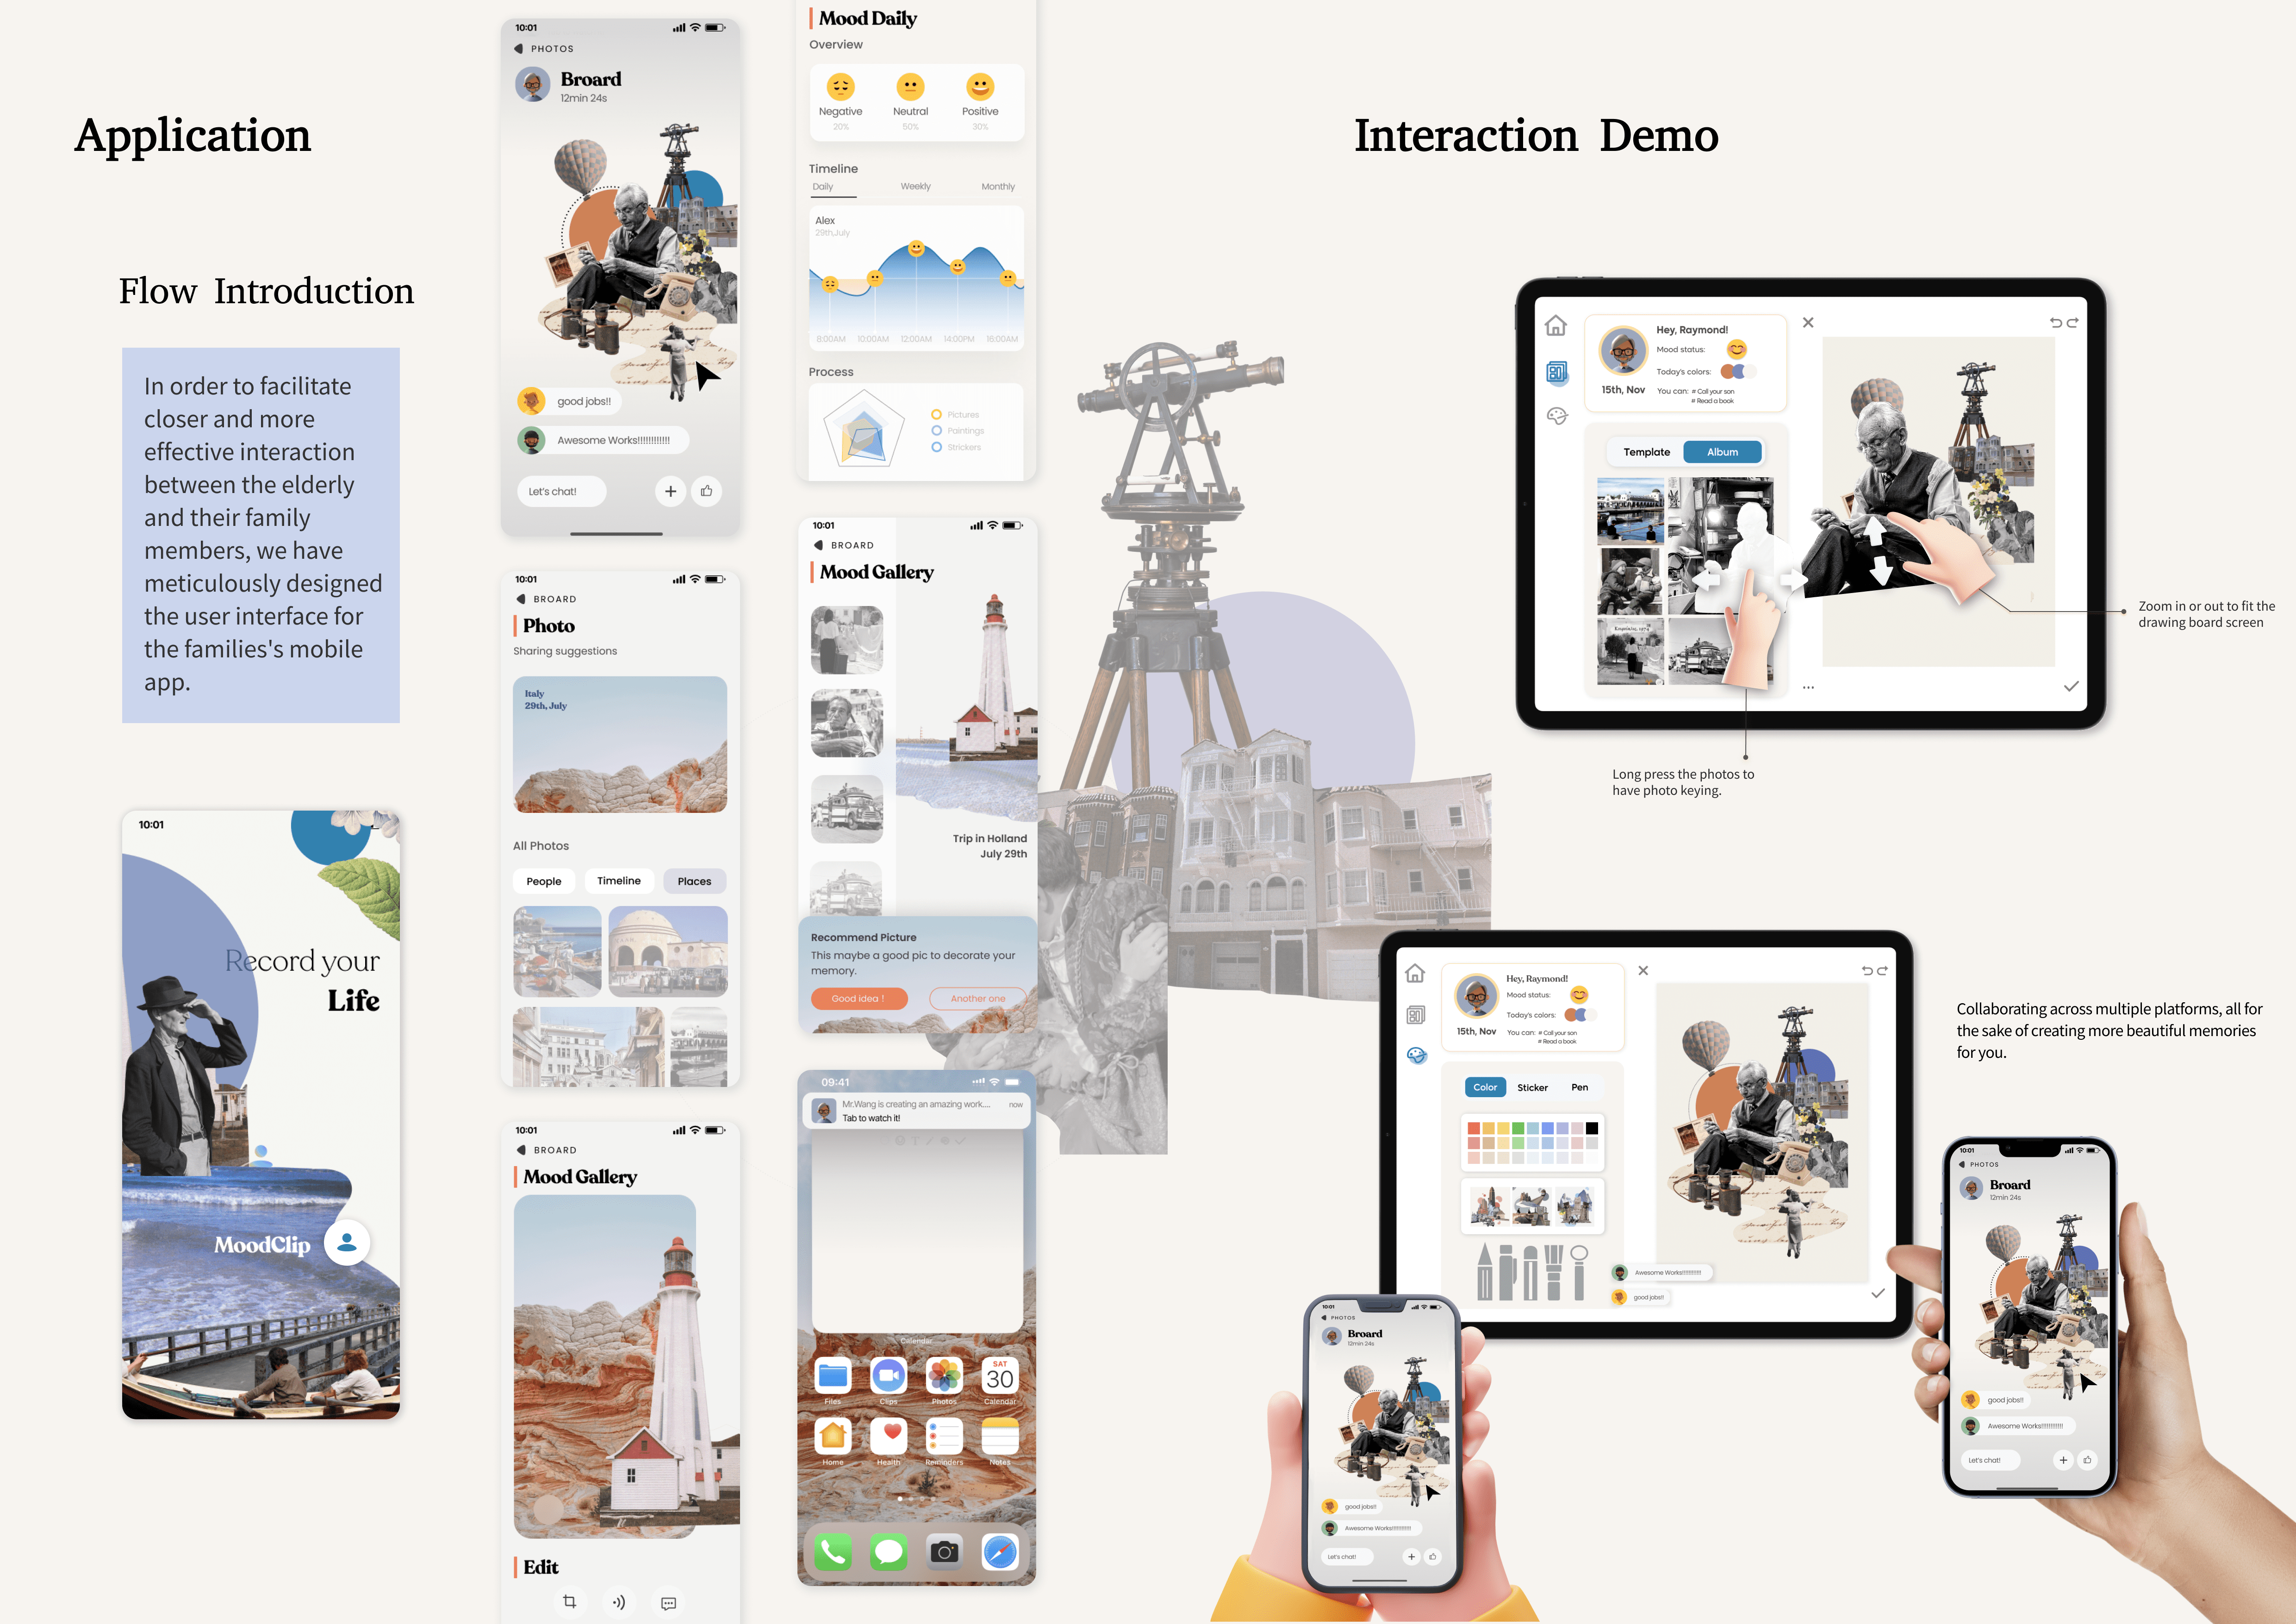 Application
Flow Introduction
In order to facilitate
closer and more
effective interaction
between the elderly
and their family
members, we have
meticulously designed
the user interface for
the families's mobile
app.
10:01
Record your
Life
MoodClip
10:01
PHOTOS
Broard
12min 24s
good jobs!!
Awesome Works!!!!!!!!!!!!
Let's chat!
10:01
BROARD
Photo
Sharing suggestions
Italy
29th, July
All Photos
People Timeline Places
10:01
BROARD
Mood Gallery
Edit
Mood Daily
Overview
Negative Neutral Positive
20% 50% 30%
Timeline
Daily Weekly Monthly
Alex
29th,July
8:00AM 10:00AM 12:00AM 14:00PM 16:00AM
Process
Pictures
Paintings
Strickers
10:01
BROARD
Mood Gallery
Trip in Holland
July 29th
Recommend Picture
This maybe a good pic to decorate your
memory.
Good idea ! Another one
09:41
Mr.Wang is creating an amazing work.... now
Tab to watch it!
Calendar
SAT
30
Files Clips Photos Calendar
Home Health Reminders Notes
Interaction Demo
Hey, Raymond!
Mood status:
Today's colors:
15th, Nov You can: # Call your son
# Read a book
Template Album
Zoom in or out to fit the
drawing board screen
Long press the photos to
have photo keying.
Hey, Raymond!
Mood status:
Today's colors:
15th, Nov You can: # Call your son
# Read a book
Color Sticker Pen
Awesome Works!!!!!!!!!!!!
good jobs!!
Collaborating across multiple platforms, all for
the sake of creating more beautiful memories
for you.
10:01
PHOTOS
Broard
12min 24s
good jobs!!
Awesome Works!!!!!!!!!!!!
Let's chat!
10:01
PHOTOS
Broard
12min 24s
good jobs!!
Awesome Works!!!!!!!!!!!!
Let's chat!